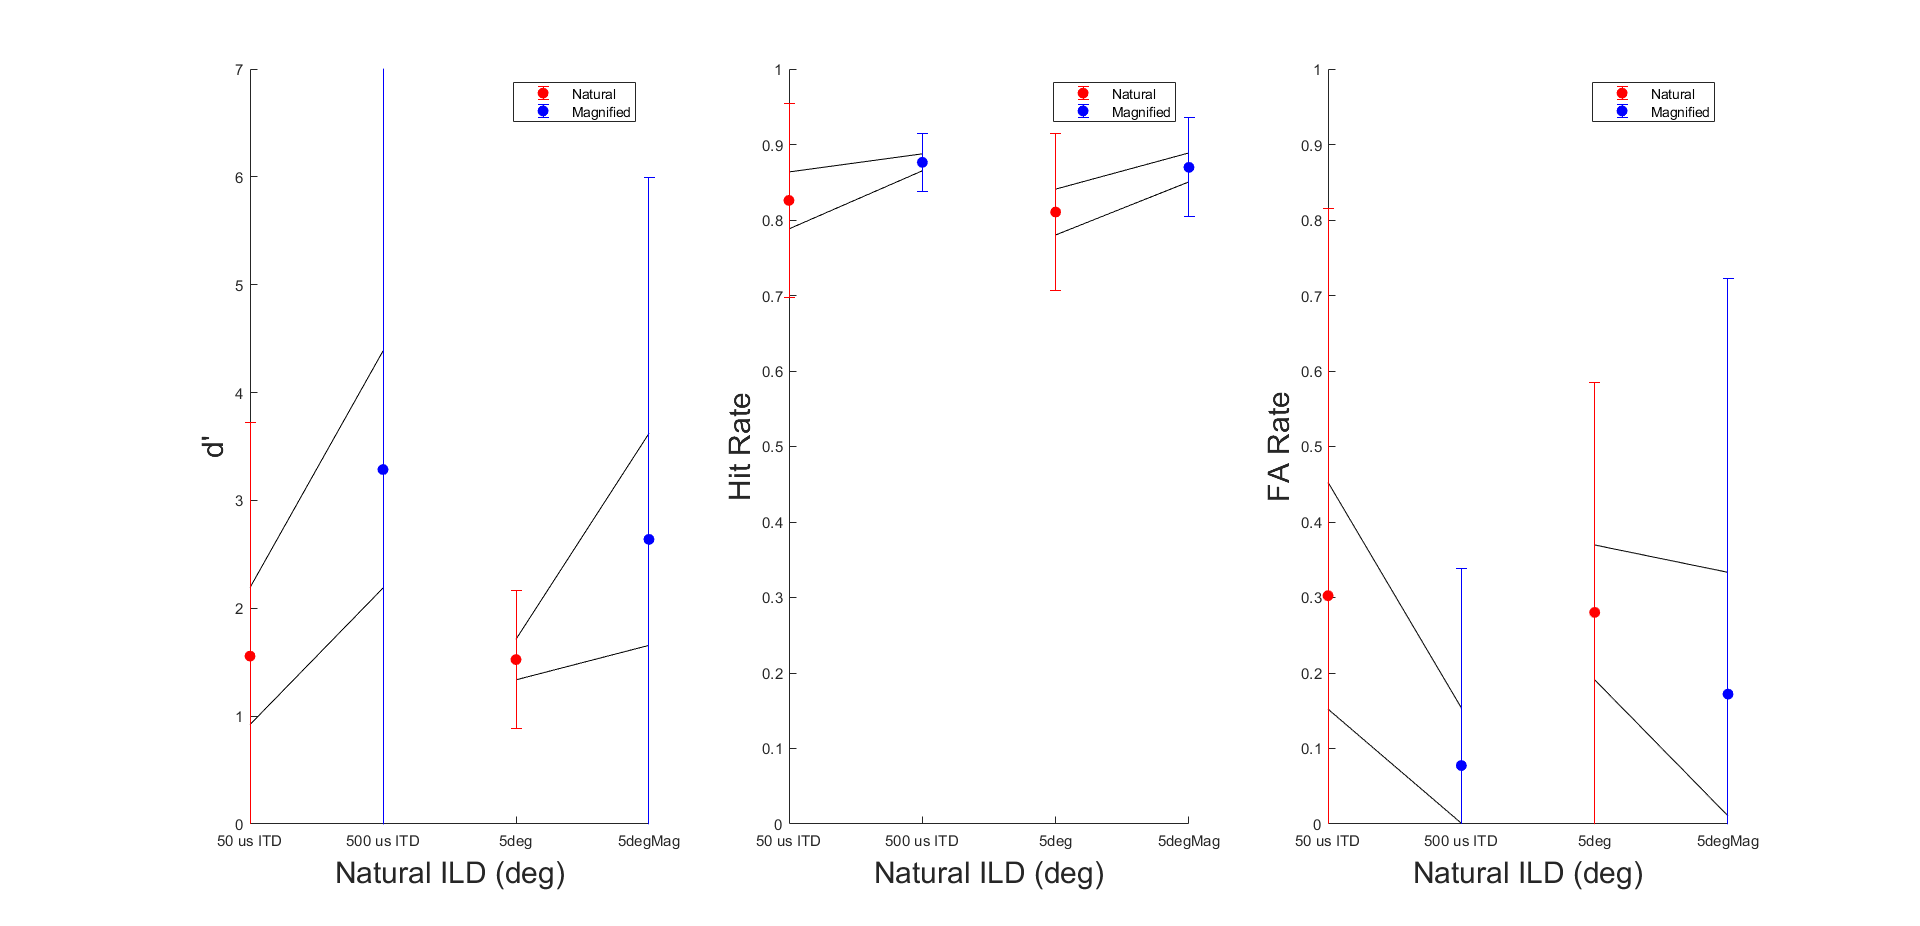 7
6
5
4
3
2
1
0
d'
50 us ITD
500 us ITD
5deg
5degMag
Natural ILD (deg)
Natural
Magnified
1
0.9
0.8
0.7
0.6
0.5
0.4
0.3
0.2
0.1
0
Hit Rate
50 us ITD
500 us ITD
5deg
5degMag
Natural ILD (deg)
Natural
Magnified
1
0.9
0.8
0.7
0.6
0.5
0.4
0.3
0.2
0.1
0
FA Rate
50 us ITD
500 us ITD
5deg
5degMag
Natural ILD (deg)
Natural
Magnified